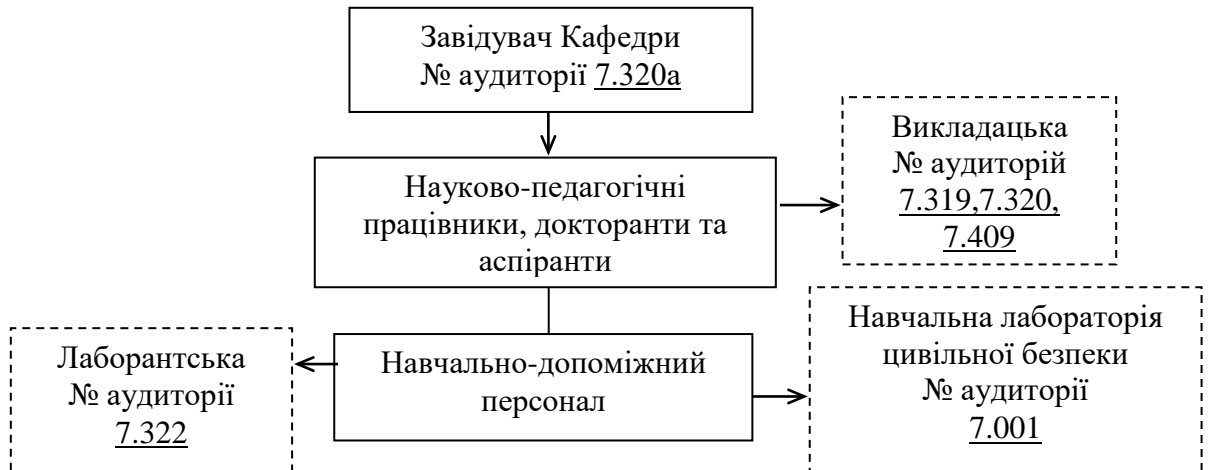 Завідувач Кафедри
№ аудиторії 7.320а
Викладацька
№ аудиторій
7.319,7.320,
7.409
Науково-педагогічні
працівники, докторанти та
аспіранти
Навчальна лабораторія
цивільної безпеки
№ аудиторії
7.001
Навчально-допоміжний
персонал
Лаборантська
№ аудиторії
7.322